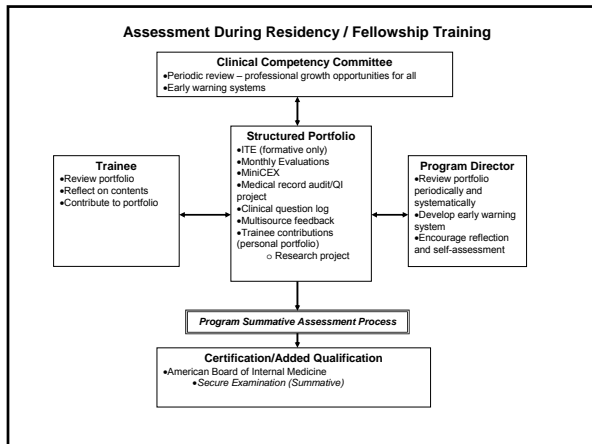 Assessment During Residency / Fellowship Training
Clinical Competency Committee
•Periodic review – professional growth opportunities for all
•Early warning systems
Structured Portfolio
•ITE (formative only)
•Monthly Evaluations
•MiniCEX
•Medical record audit/QI
project
•Clinical question log
•Multisource feedback
•Trainee contributions
(personal portfolio)
o Research project
Trainee
•Review portfolio
•Reflect on contents
•Contribute to portfolio
Program Director
•Review portfolio
periodically and
systematically
•Develop early warning
system
•Encourage reflection
and self-assessment
Program Summative Assessment Process
Certification/Added Qualification
•American Board of Internal Medicine
•Secure Examination (Summative)